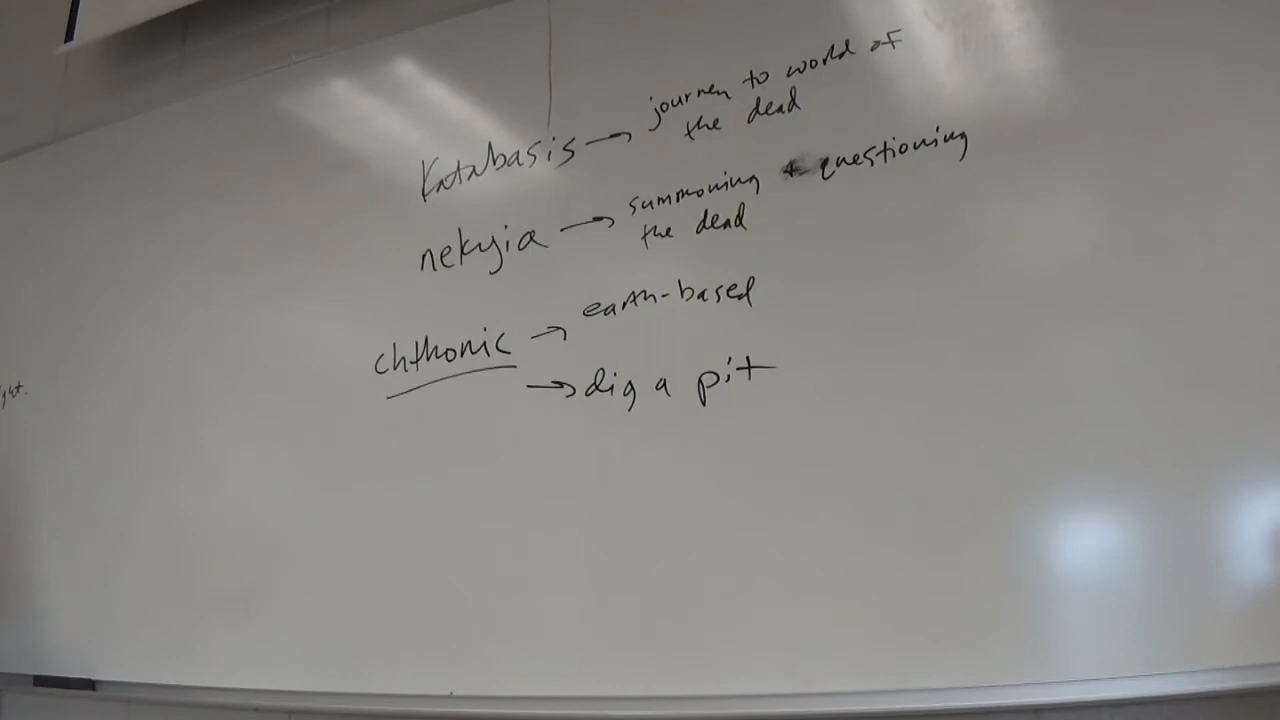 Katabasis → journey to world of
the dead
nekyia → summoning + questioning
the dead
chthonic → earth-based
→ dig a pit